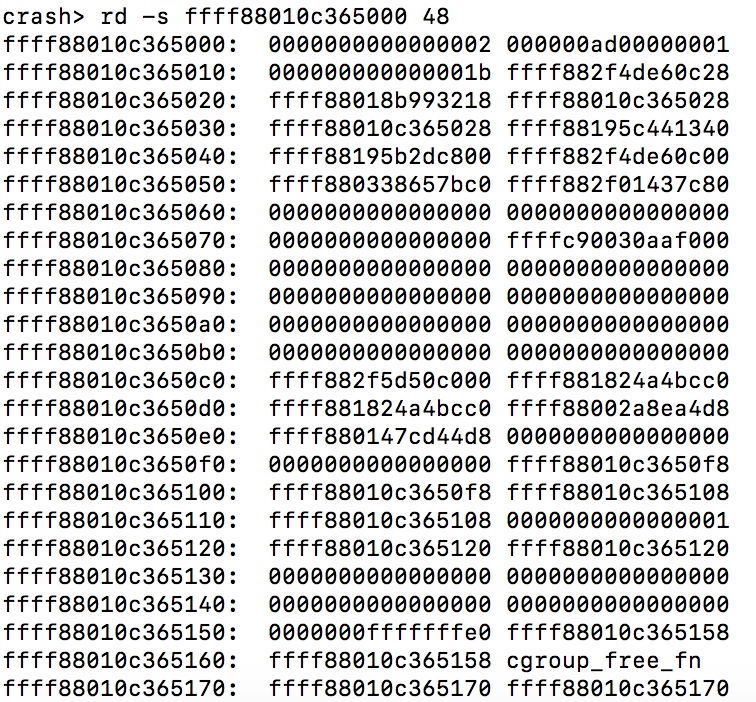 crash> rd -s ffff88010c365000 48
ffff88010c365000:  0000000000000002 000000ad00000001
ffff88010c365010:  000000000000001b ffff882f4de60c28
ffff88010c365020:  ffff88018b993218 ffff88010c365028
ffff88010c365030:  ffff88010c365028 ffff88195c441340
ffff88010c365040:  ffff88195b2dc800 ffff882f4de60c00
ffff88010c365050:  ffff880338657bc0 ffff882f01437c80
ffff88010c365060:  0000000000000000 0000000000000000
ffff88010c365070:  0000000000000000 ffffc90030aaf000
ffff88010c365080:  0000000000000000 0000000000000000
ffff88010c365090:  0000000000000000 0000000000000000
ffff88010c3650a0:  0000000000000000 0000000000000000
ffff88010c3650b0:  0000000000000000 0000000000000000
ffff88010c3650c0:  ffff882f5d50c000 ffff881824a4bcc0
ffff88010c3650d0:  ffff881824a4bcc0 ffff88002a8ea4d8
ffff88010c3650e0:  ffff880147cd44d8 0000000000000000
ffff88010c3650f0:  0000000000000000 ffff88010c3650f8
ffff88010c365100:  ffff88010c3650f8 ffff88010c365108
ffff88010c365110:  ffff88010c365108 0000000000000001
ffff88010c365120:  ffff88010c365120 ffff88010c365120
ffff88010c365130:  0000000000000000 0000000000000000
ffff88010c365140:  0000000000000000 0000000000000000
ffff88010c365150:  0000000fffffffe0 ffff88010c365158
ffff88010c365160:  ffff88010c365158 cgroup_free_fn
ffff88010c365170:  ffff88010c365170 ffff88010c365170